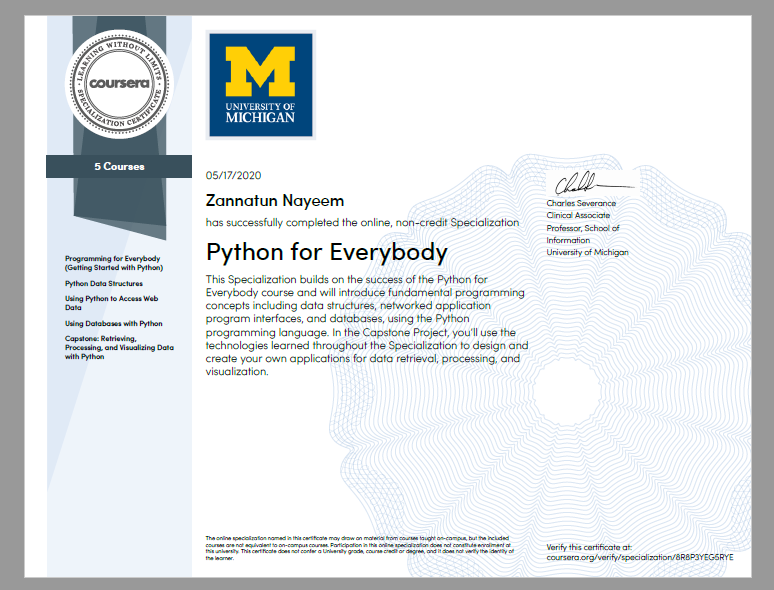 LEARNING WITHOUT LIMITS
coursera
SPECIALIZATION CERTIFICATE
5 Courses
Programming for Everybody
(Getting Started with Python)
Python Data Structures
Using Python to Access Web
Data
Using Databases with Python
Capstone: Retrieving,
Processing, and Visualizing Data
with Python
M
UNIVERSITY OF
MICHIGAN
05/17/2020
Zannatun Nayeem
has successfully completed the online, non-credit Specialization
Python for Everybody
This Specialization builds on the success of the Python for
Everybody course and will introduce fundamental programming
concepts including data structures, networked application
program interfaces, and databases, using the Python
programming language. In the Capstone Project, you'll use the
technologies learned throughout the Specialization to design and
create your own applications for data retrieval, processing, and
visualization.
Charles Severance
Clinical Associate
Professor, School of
Information
University of Michigan
The online specialization named in this certificate may draw on material from courses taught on-campus, but the included
courses are not equivalent to on-campus courses. Participation in this online specialization does not constitute enrollment at
this university. This certificate does not confer a University grade, course credit or degree, and it does not verify the identity of
the learner.
Verify this certificate at:
coursera.org/verify/specialization/8R8P3YEG5RYE